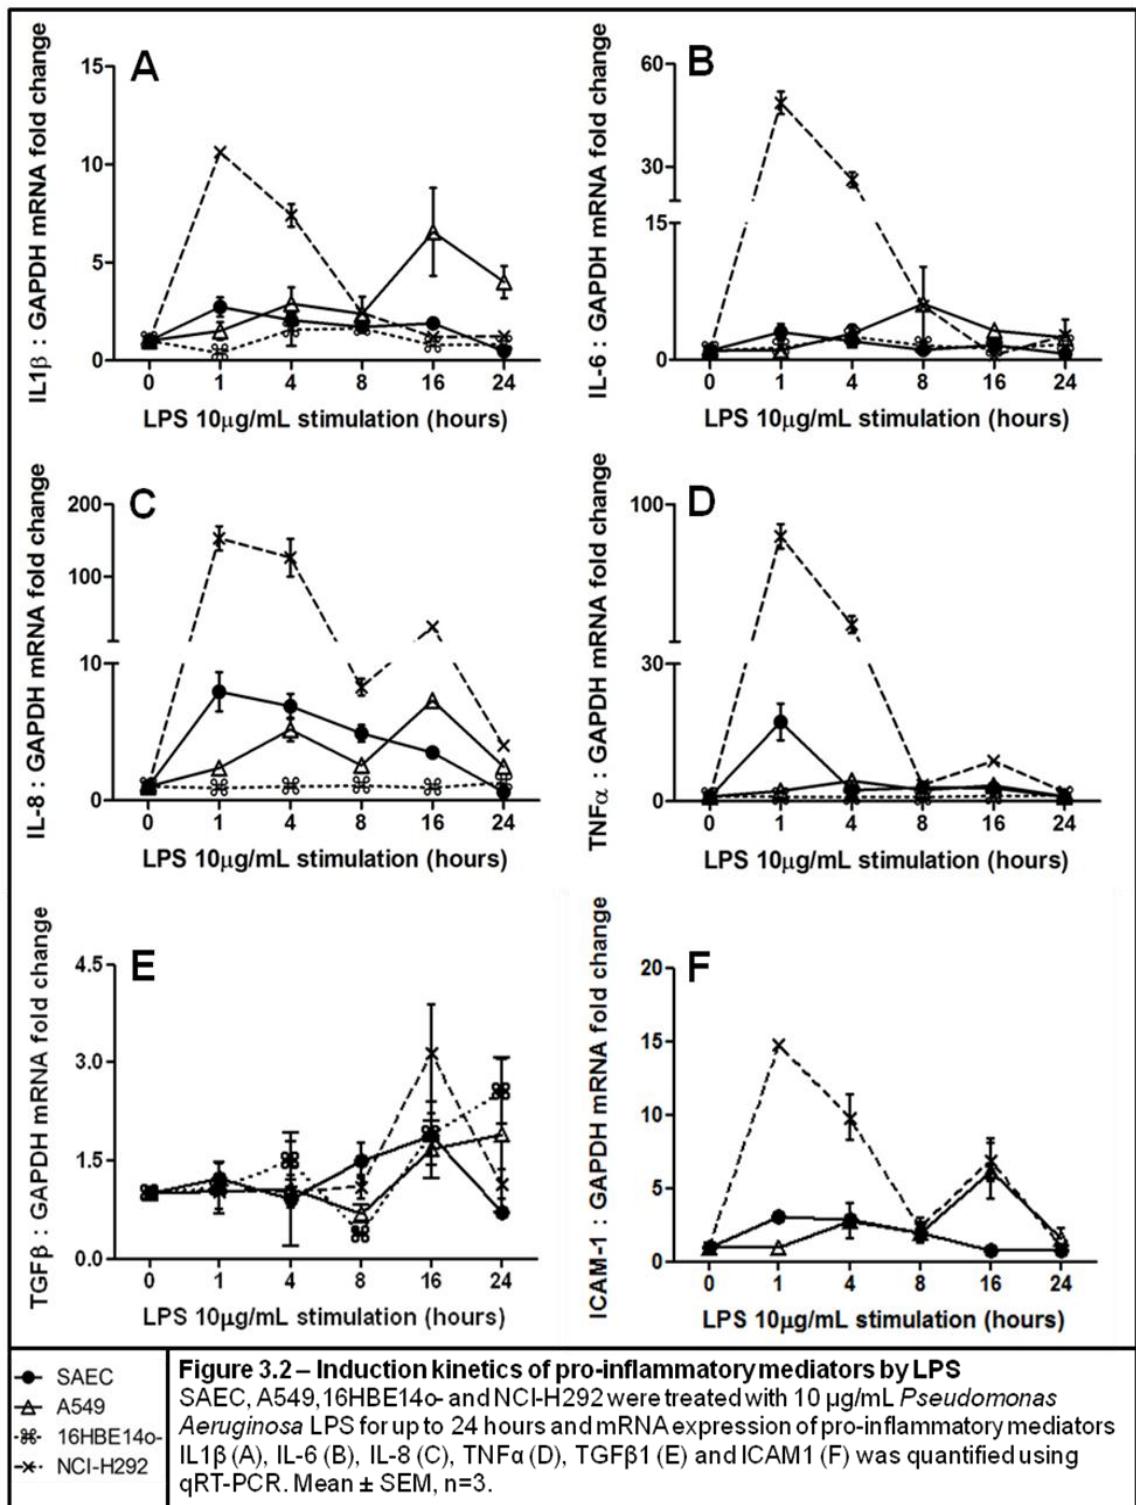 A
IL1β : GAPDH mRNA fold change
15
10
5
0
0 1 4 8 16 24
LPS 10μg/mL stimulation (hours)
B
IL-6 : GAPDH mRNA fold change
60
30
15
0
0 1 4 8 16 24
LPS 10μg/mL stimulation (hours)
C
IL-8 : GAPDH mRNA fold change
200
100
10
0
0 1 4 8 16 24
LPS 10μg/mL stimulation (hours)
D
TNFα : GAPDH mRNA fold change
100
30
0
0 1 4 8 16 24
LPS 10μg/mL stimulation (hours)
E
TGFβ : GAPDH mRNA fold change
4.5
3.0
1.5
0.0
0 1 4 8 16 24
LPS 10μg/mL stimulation (hours)
F
ICAM-1 : GAPDH mRNA fold change
20
15
10
5
0
0 1 4 8 16 24
LPS 10μg/mL stimulation (hours)
SAEC
A549
16HBE14o-
NCI-H292
Figure 3.2 – Induction kinetics of pro-inflammatory mediators by LPS
SAEC, A549,16HBE14o- and NCI-H292 were treated with 10 μg/mL Pseudomonas
Aeruginosa LPS for up to 24 hours and mRNA expression of pro-inflammatory mediators
IL1β (A), IL-6 (B), IL-8 (C), TNFα (D), TGFβ1 (E) and ICAM1 (F) was quantified using
qRT-PCR. Mean ± SEM, n=3.